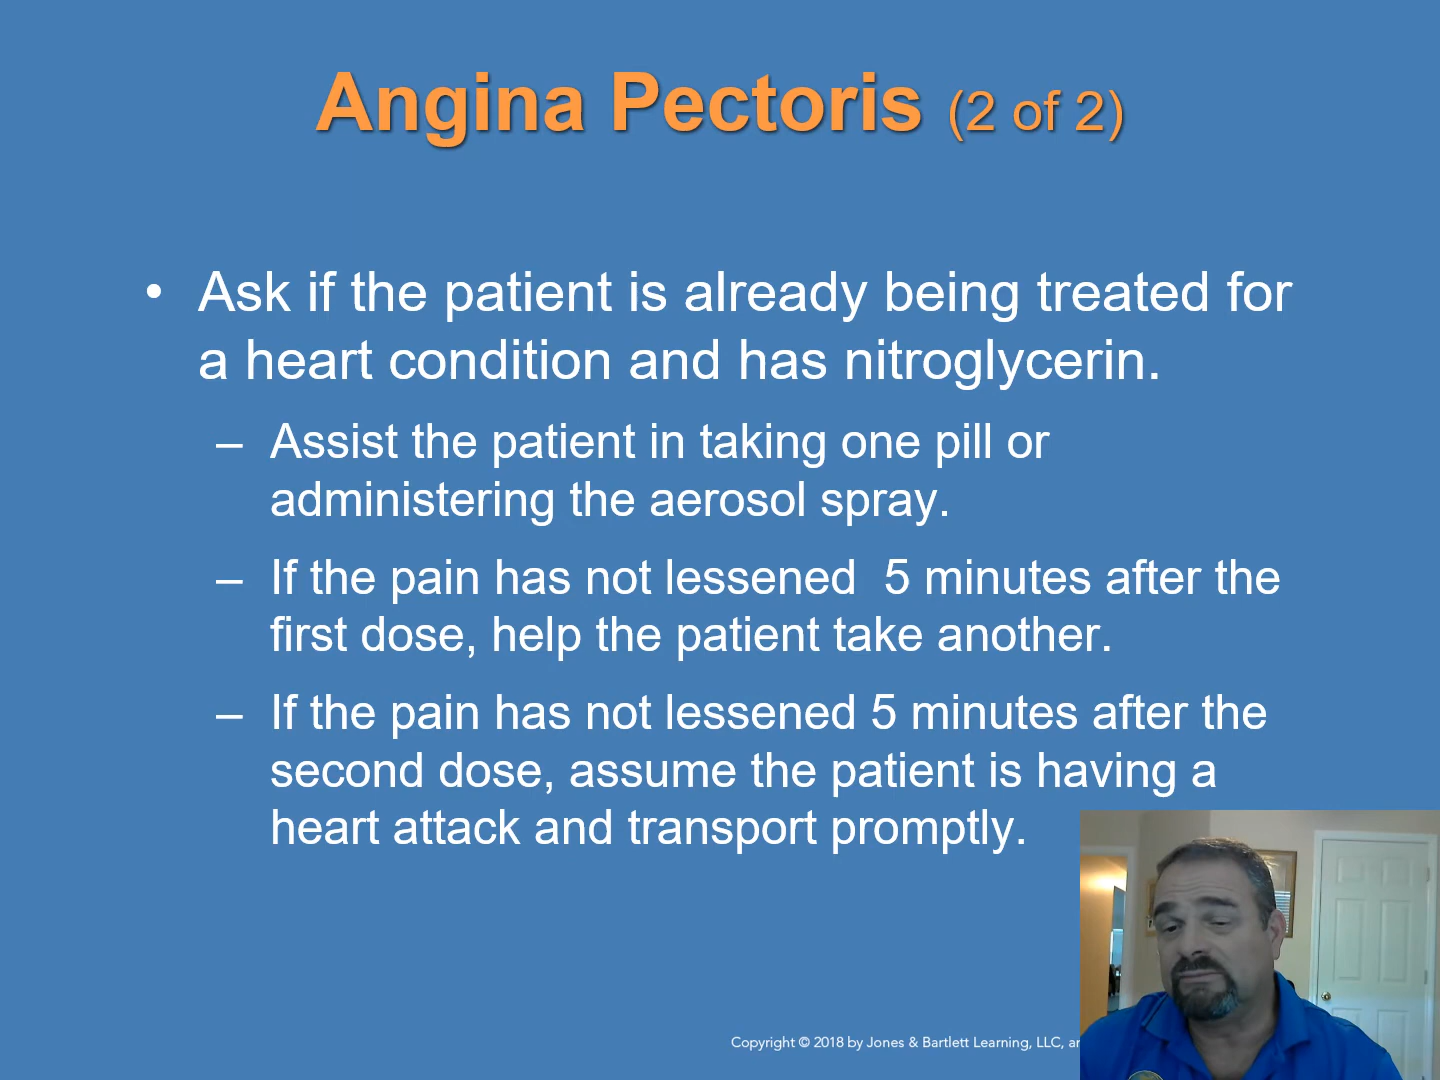 Angina Pectoris (2 of 2)
• Ask if the patient is already being treated for
a heart condition and has nitroglycerin.
– Assist the patient in taking one pill or
administering the aerosol spray.
– If the pain has not lessened  5 minutes after the
first dose, help the patient take another.
– If the pain has not lessened 5 minutes after the
second dose, assume the patient is having a
heart attack and transport promptly.
Copyright © 2018 by Jones & Bartlett Learning, LLC,